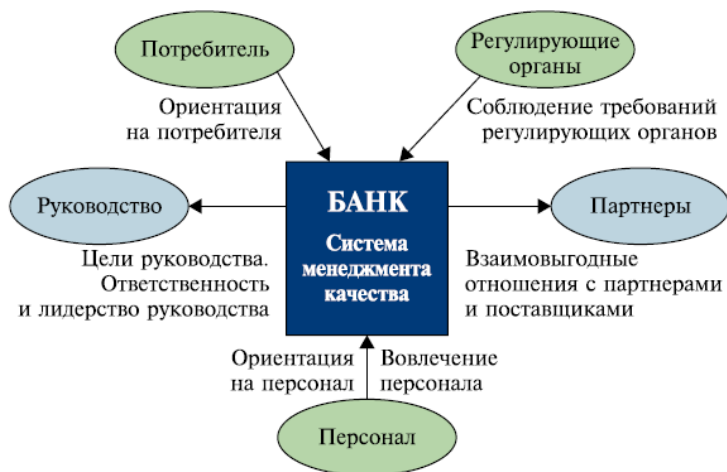 Потребитель
Регулирующие
органы
Ориентация
на потребителя
Соблюдение требований
регулирующих органов
Руководство
БАНК
Система
менеджмента
качества
Партнеры
Цели руководства.
Ответственность
и лидерство руководства
Взаимовыгодные
отношения с партнерами
и поставщиками
Ориентация
на персонал
Вовлечение
персонала
Персонал